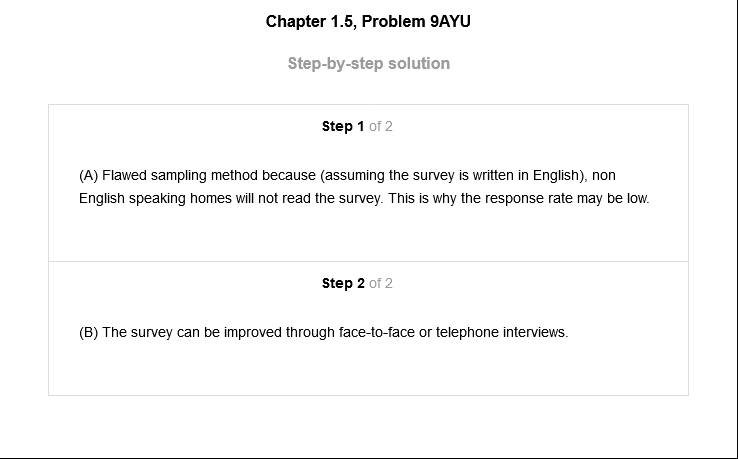 Chapter 1.5, Problem 9AYU
Step-by-step solution
Step 1 of 2
(A) Flawed sampling method because (assuming the survey is written in English), non
English speaking homes will not read the survey. This is why the response rate may be low.
Step 2 of 2
(B) The survey can be improved through face-to-face or telephone interviews.